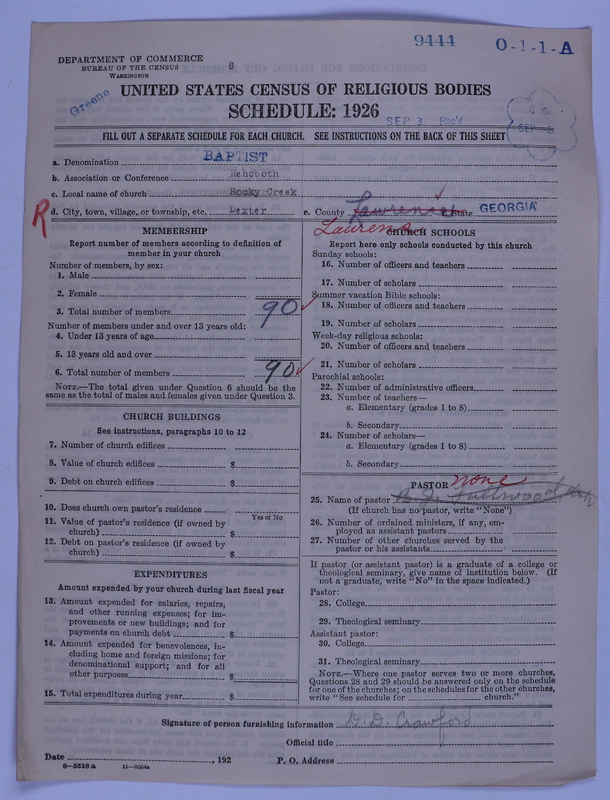 9444 O-1-1-A
DEPARTMENT OF COMMERCE
BUREAU OF THE CENSUS
WASHINGTON
8
Greene
UNITED STATES CENSUS OF RELIGIOUS BODIES
SCHEDULE: 1926
SEP 3 Rec'd
SEP
FILL OUT A SEPARATE SCHEDULE FOR EACH CHURCH. SEE INSTRUCTIONS ON THE BACK OF THIS SHEET
a. Denomination BAPTIST
b. Association or Conference Rehoboth
c. Local name of church Rocky Creek
R d. City, town, village, or township, etc. Dexter e. County Lawrence f. State GEORGIA
Laurens
MEMBERSHIP
Report number of members according to definition of member in your church
Number of members, by sex:
1. Male
2. Female
3. Total number of members 90
Number of members under and over 13 years old:
4. Under 13 years of age
5. 13 years old and over
6. Total number of members 90
NOTE.—The total given under Question 6 should be the same as the total of males and females given under Question 3.
CHURCH BUILDINGS
See instructions, paragraphs 10 to 12
7. Number of church edifices
8. Value of church edifices $
9. Debt on church edifices $
10. Does church own pastor's residence
Yes or No
11. Value of pastor's residence (if owned by church) $
12. Debt on pastor's residence (if owned by church) $
EXPENDITURES
Amount expended by your church during last fiscal year
13. Amount expended for salaries, repairs, and other running expenses; for improvements or new buildings; and for payments on church debt $
14. Amount expended for benevolences, including home and foreign missions; for denominational support; and for all other purposes $
15. Total expenditures during year $
CHURCH SCHOOLS
Report here only schools conducted by this church
Sunday schools:
16. Number of officers and teachers
17. Number of scholars
Summer vacation Bible schools:
18. Number of officers and teachers
19. Number of scholars
Week-day religious schools:
20. Number of officers and teachers
21. Number of scholars
Parochial schools:
22. Number of administrative officers
23. Number of teachers—
a. Elementary (grades 1 to 8)
b. Secondary
24. Number of scholars—
a. Elementary (grades 1 to 8)
b. Secondary
PASTOR none
25. Name of pastor
(If church has no pastor, write "None")
26. Number of ordained ministers, if any, employed as assistant pastors
27. Number of other churches served by the pastor or his assistants
If pastor (or assistant pastor) is a graduate of a college or theological seminary, give name of institution below. (If not a graduate, write "No" in the space indicated.)
Pastor:
28. College
29. Theological seminary
Assistant pastor:
30. College
31. Theological seminary
NOTE.—Where one pastor serves two or more churches, Questions 28 and 29 should be answered only on the schedule for one of the churches; on the schedules for the other churches, write "See schedule for church."
Signature of person furnishing information G. D. Crawford
Official title
Date , 192 P. O. Address
8—5518 a 11—9554a